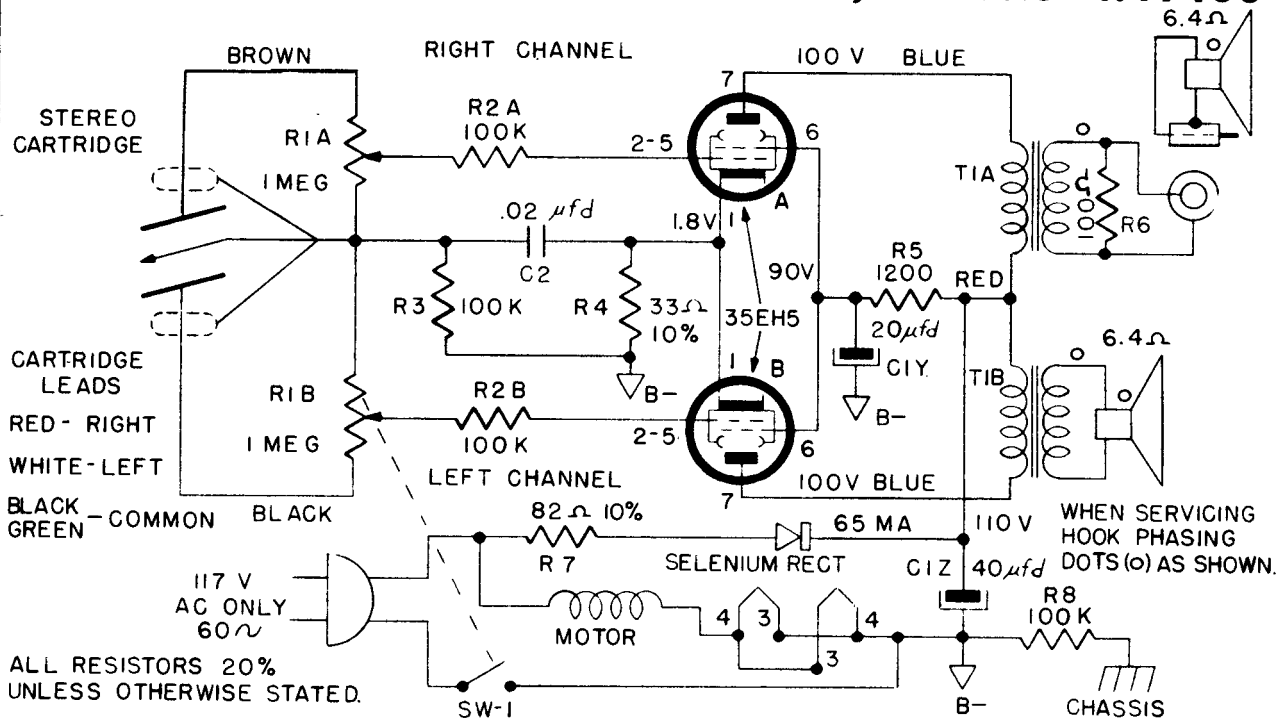 6.4Ω
BROWN
RIGHT CHANNEL
100 V BLUE
7
STEREO
CARTRIDGE
R1A
1 MEG
R2A
100K
2-5
6
A
1
1.8V
T1A
100Ω
R6
.02 µfd
C2
R3
100K
R4
33Ω
10%
B-
90V
35EH5
R5
1200
RED
20µfd
C1Y
B-
6.4Ω
T1B
CARTRIDGE
LEADS
RED - RIGHT
WHITE - LEFT
BLACK
GREEN - COMMON
R1B
1 MEG
R2B
100K
2-5
1
B
6
7
LEFT CHANNEL
100V BLUE
BLACK
82Ω 10%
R7
SELENIUM RECT
65 MA
110 V
WHEN SERVICING
HOOK PHASING
DOTS (o) AS SHOWN.
C1Z
40µfd
R8
100K
117 V
AC ONLY
60~
MOTOR
4
3
3
4
ALL RESISTORS 20%
UNLESS OTHERWISE STATED.
SW-1
B-
CHASSIS